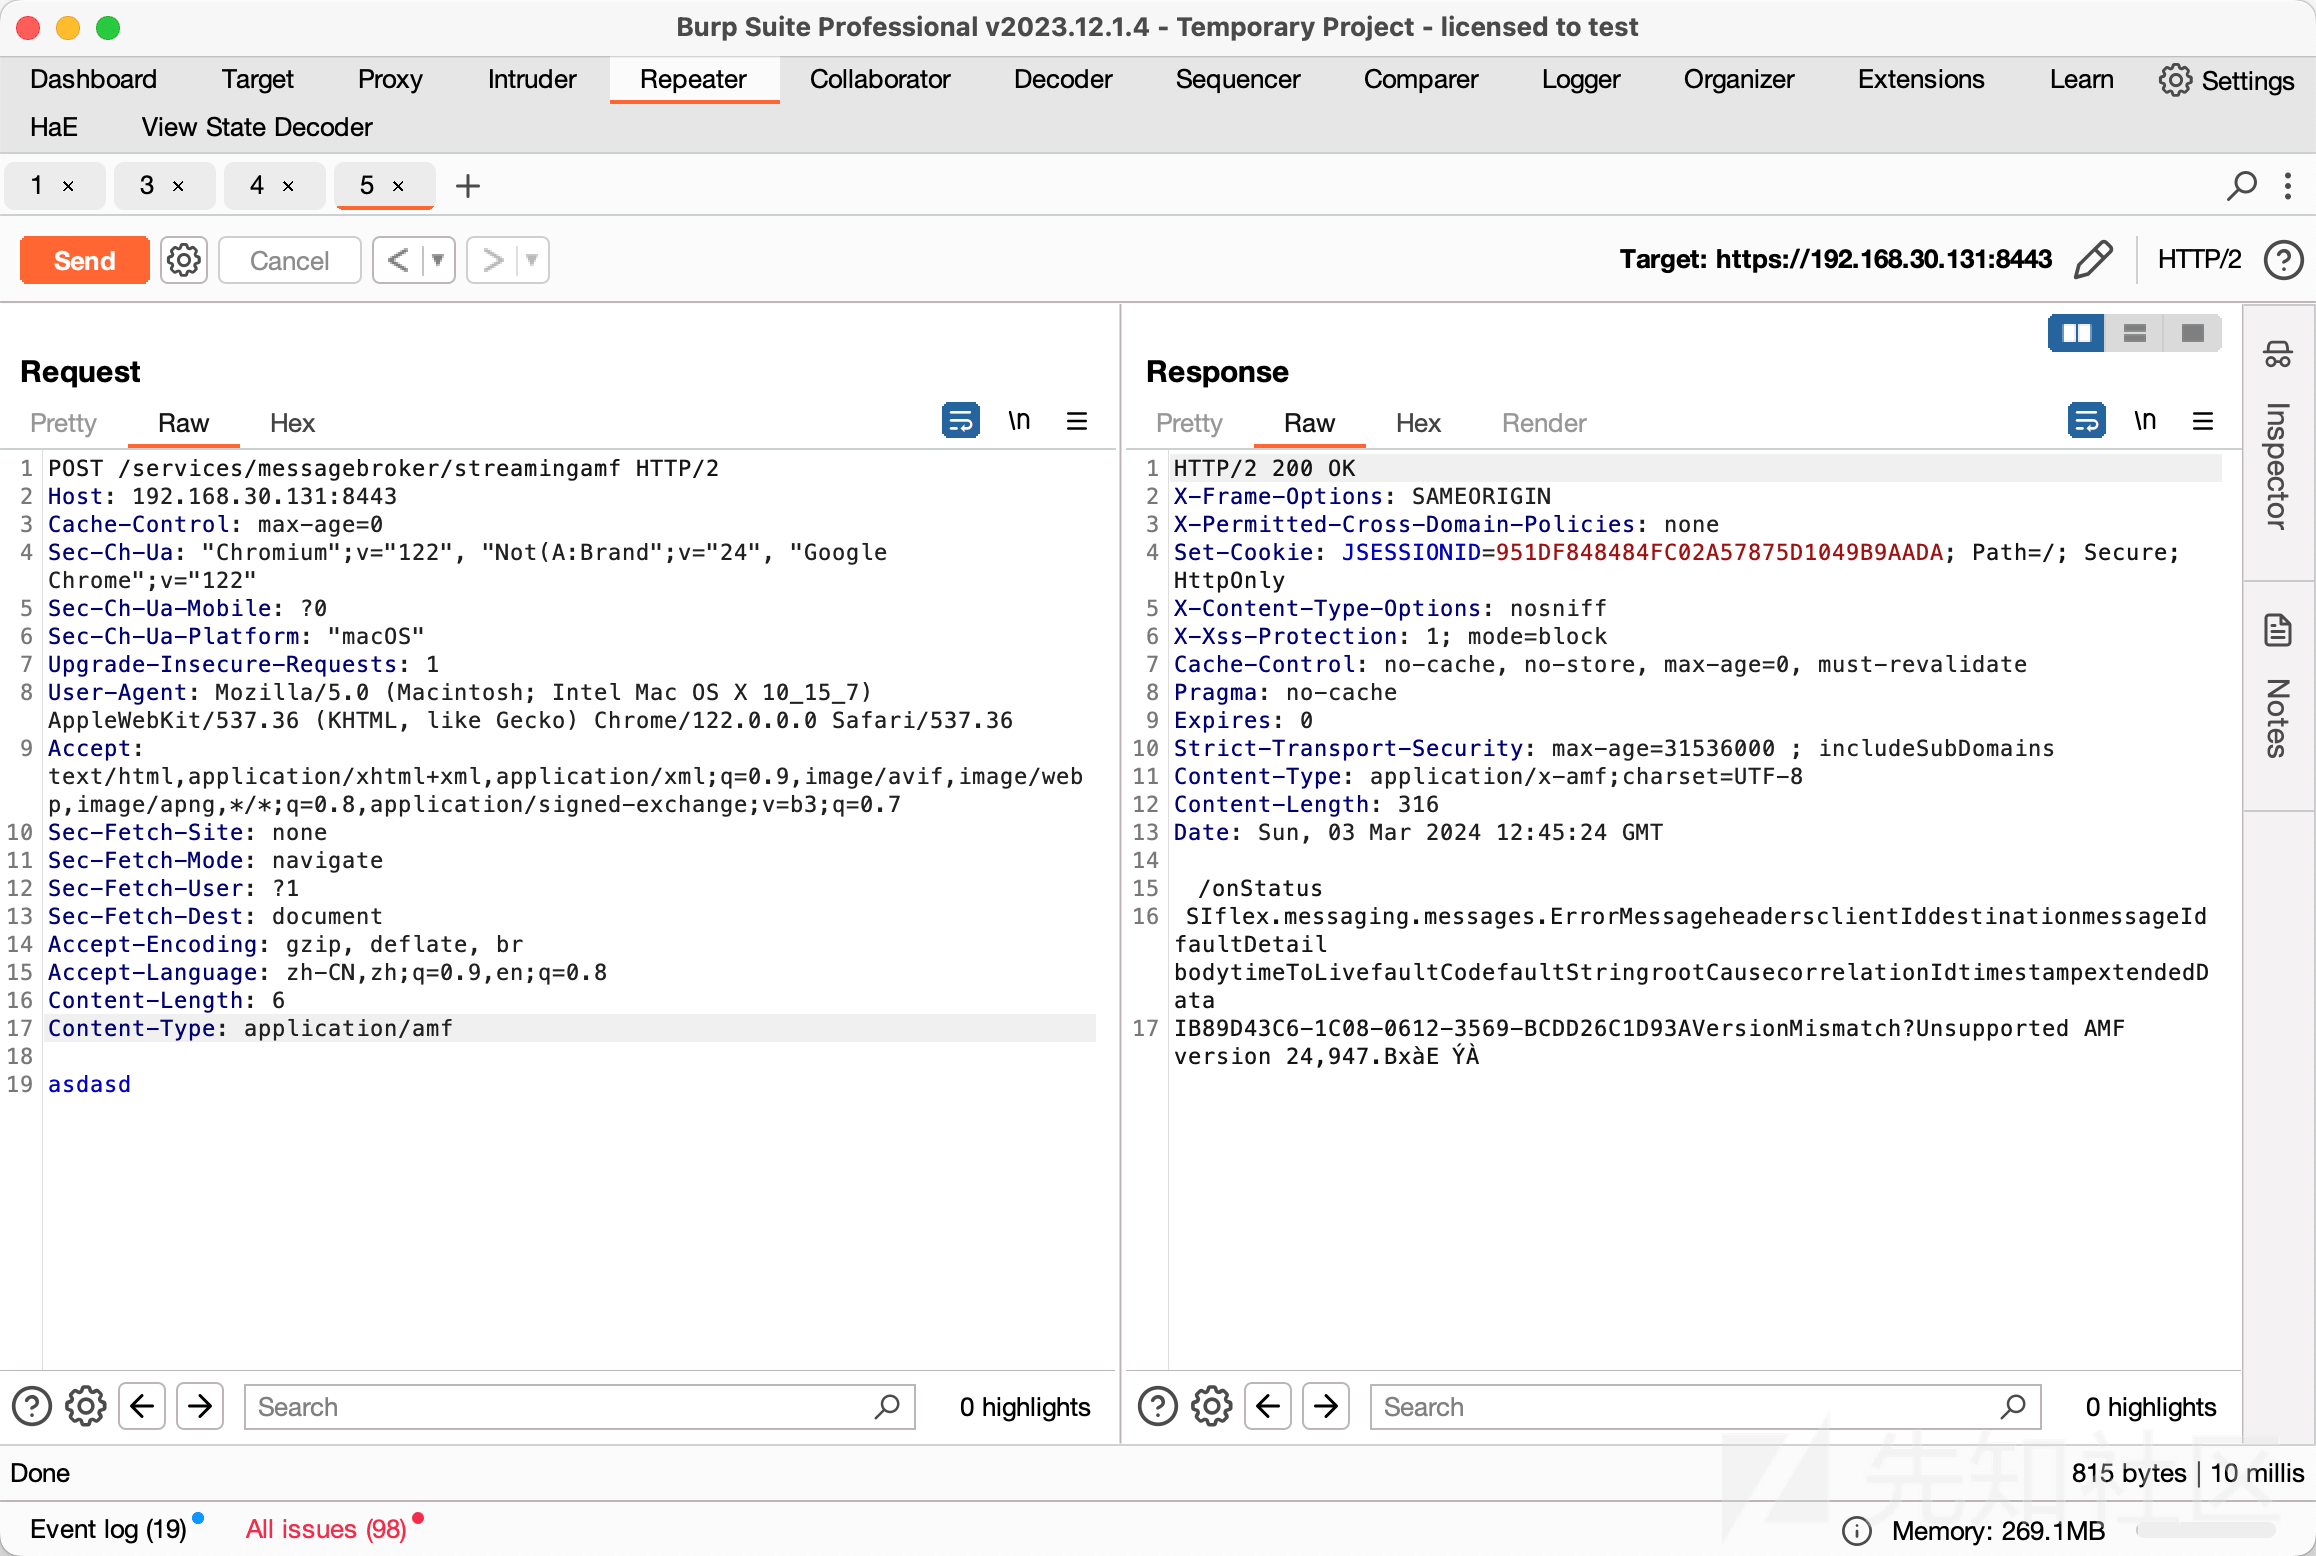 Burp Suite Professional v2023.12.1.4 - Temporary Project - licensed to test
Dashboard Target Proxy Intruder Repeater Collaborator Decoder Sequencer Comparer Logger Organizer Extensions Learn Settings
HaE View State Decoder
1 × 3 × 4 × 5 × +
Send Cancel < > Target: https://192.168.30.131:8443 HTTP/2 ?
Request
Pretty Raw Hex \n
1 POST /services/messagebroker/streamingamf HTTP/2
2 Host: 192.168.30.131:8443
3 Cache-Control: max-age=0
4 Sec-Ch-Ua: "Chromium";v="122", "Not(A:Brand";v="24", "Google
Chrome";v="122"
5 Sec-Ch-Ua-Mobile: ?0
6 Sec-Ch-Ua-Platform: "macOS"
7 Upgrade-Insecure-Requests: 1
8 User-Agent: Mozilla/5.0 (Macintosh; Intel Mac OS X 10_15_7)
AppleWebKit/537.36 (KHTML, like Gecko) Chrome/122.0.0.0 Safari/537.36
9 Accept:
text/html,application/xhtml+xml,application/xml;q=0.9,image/avif,image/web
p,image/apng,*/*;q=0.8,application/signed-exchange;v=b3;q=0.7
10 Sec-Fetch-Site: none
11 Sec-Fetch-Mode: navigate
12 Sec-Fetch-User: ?1
13 Sec-Fetch-Dest: document
14 Accept-Encoding: gzip, deflate, br
15 Accept-Language: zh-CN,zh;q=0.9,en;q=0.8
16 Content-Length: 6
17 Content-Type: application/amf
18
19 asdasd
? Search 0 highlights
Response
Pretty Raw Hex Render \n
1 HTTP/2 200 OK
2 X-Frame-Options: SAMEORIGIN
3 X-Permitted-Cross-Domain-Policies: none
4 Set-Cookie: JSESSIONID=951DF848484FC02A57875D1049B9AADA; Path=/; Secure;
HttpOnly
5 X-Content-Type-Options: nosniff
6 X-Xss-Protection: 1; mode=block
7 Cache-Control: no-cache, no-store, max-age=0, must-revalidate
8 Pragma: no-cache
9 Expires: 0
10 Strict-Transport-Security: max-age=31536000 ; includeSubDomains
11 Content-Type: application/x-amf;charset=UTF-8
12 Content-Length: 316
13 Date: Sun, 03 Mar 2024 12:45:24 GMT
14
15 /onStatus
16 SIflex.messaging.messages.ErrorMessageheadersclientIddestinationmessageId
faultDetail
bodytimeToLivefaultCodefaultStringrootCausecorrelationIdtimestampextendedD
ata
17 IB89D43C6-1C08-0612-3569-BCDD26C1D93AVersionMismatch?Unsupported AMF
version 24,947.BxàE ÝÀ
? Search 0 highlights
Inspector
Notes
Done 815 bytes | 10 millis
Event log (19) All issues (98) Memory: 269.1MB
先知社区